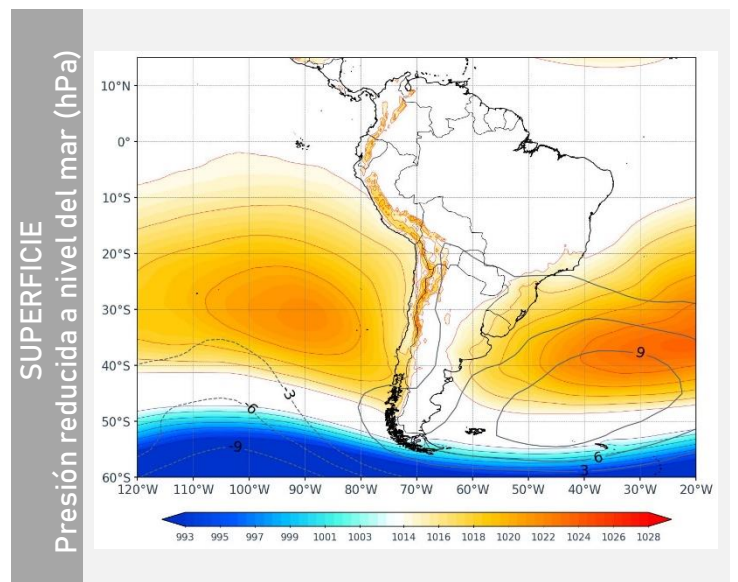 SUPERFICIE
Presión reducida a nivel del mar (hPa)
10°N
0°
10°S
20°S
30°S
40°S
50°S
60°S
-3
-6
-9
9
6
3
120°W 110°W 100°W 90°W 80°W 70°W 60°W 50°W 40°W 30°W 20°W
993 995 997 999 1001 1003 1014 1016 1018 1020 1022 1024 1026 1028